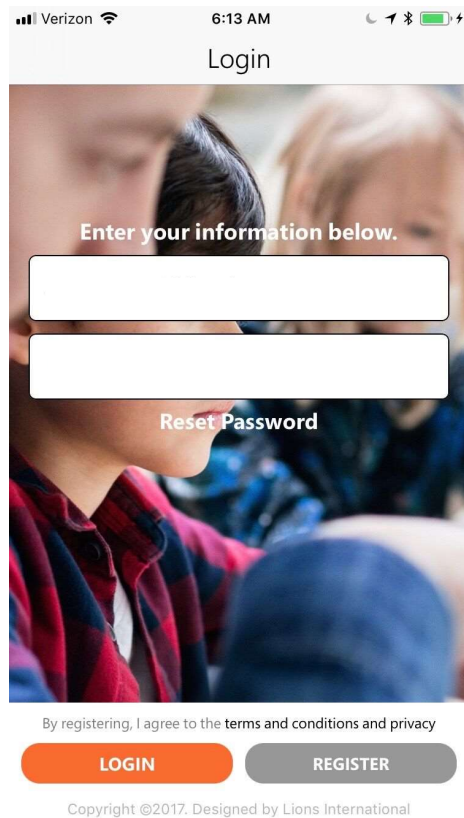 Verizon 6:13 AM
Login
Enter your information below.
Reset Password
By registering, I agree to the terms and conditions and privacy
LOGIN REGISTER
Copyright ©2017. Designed by Lions International